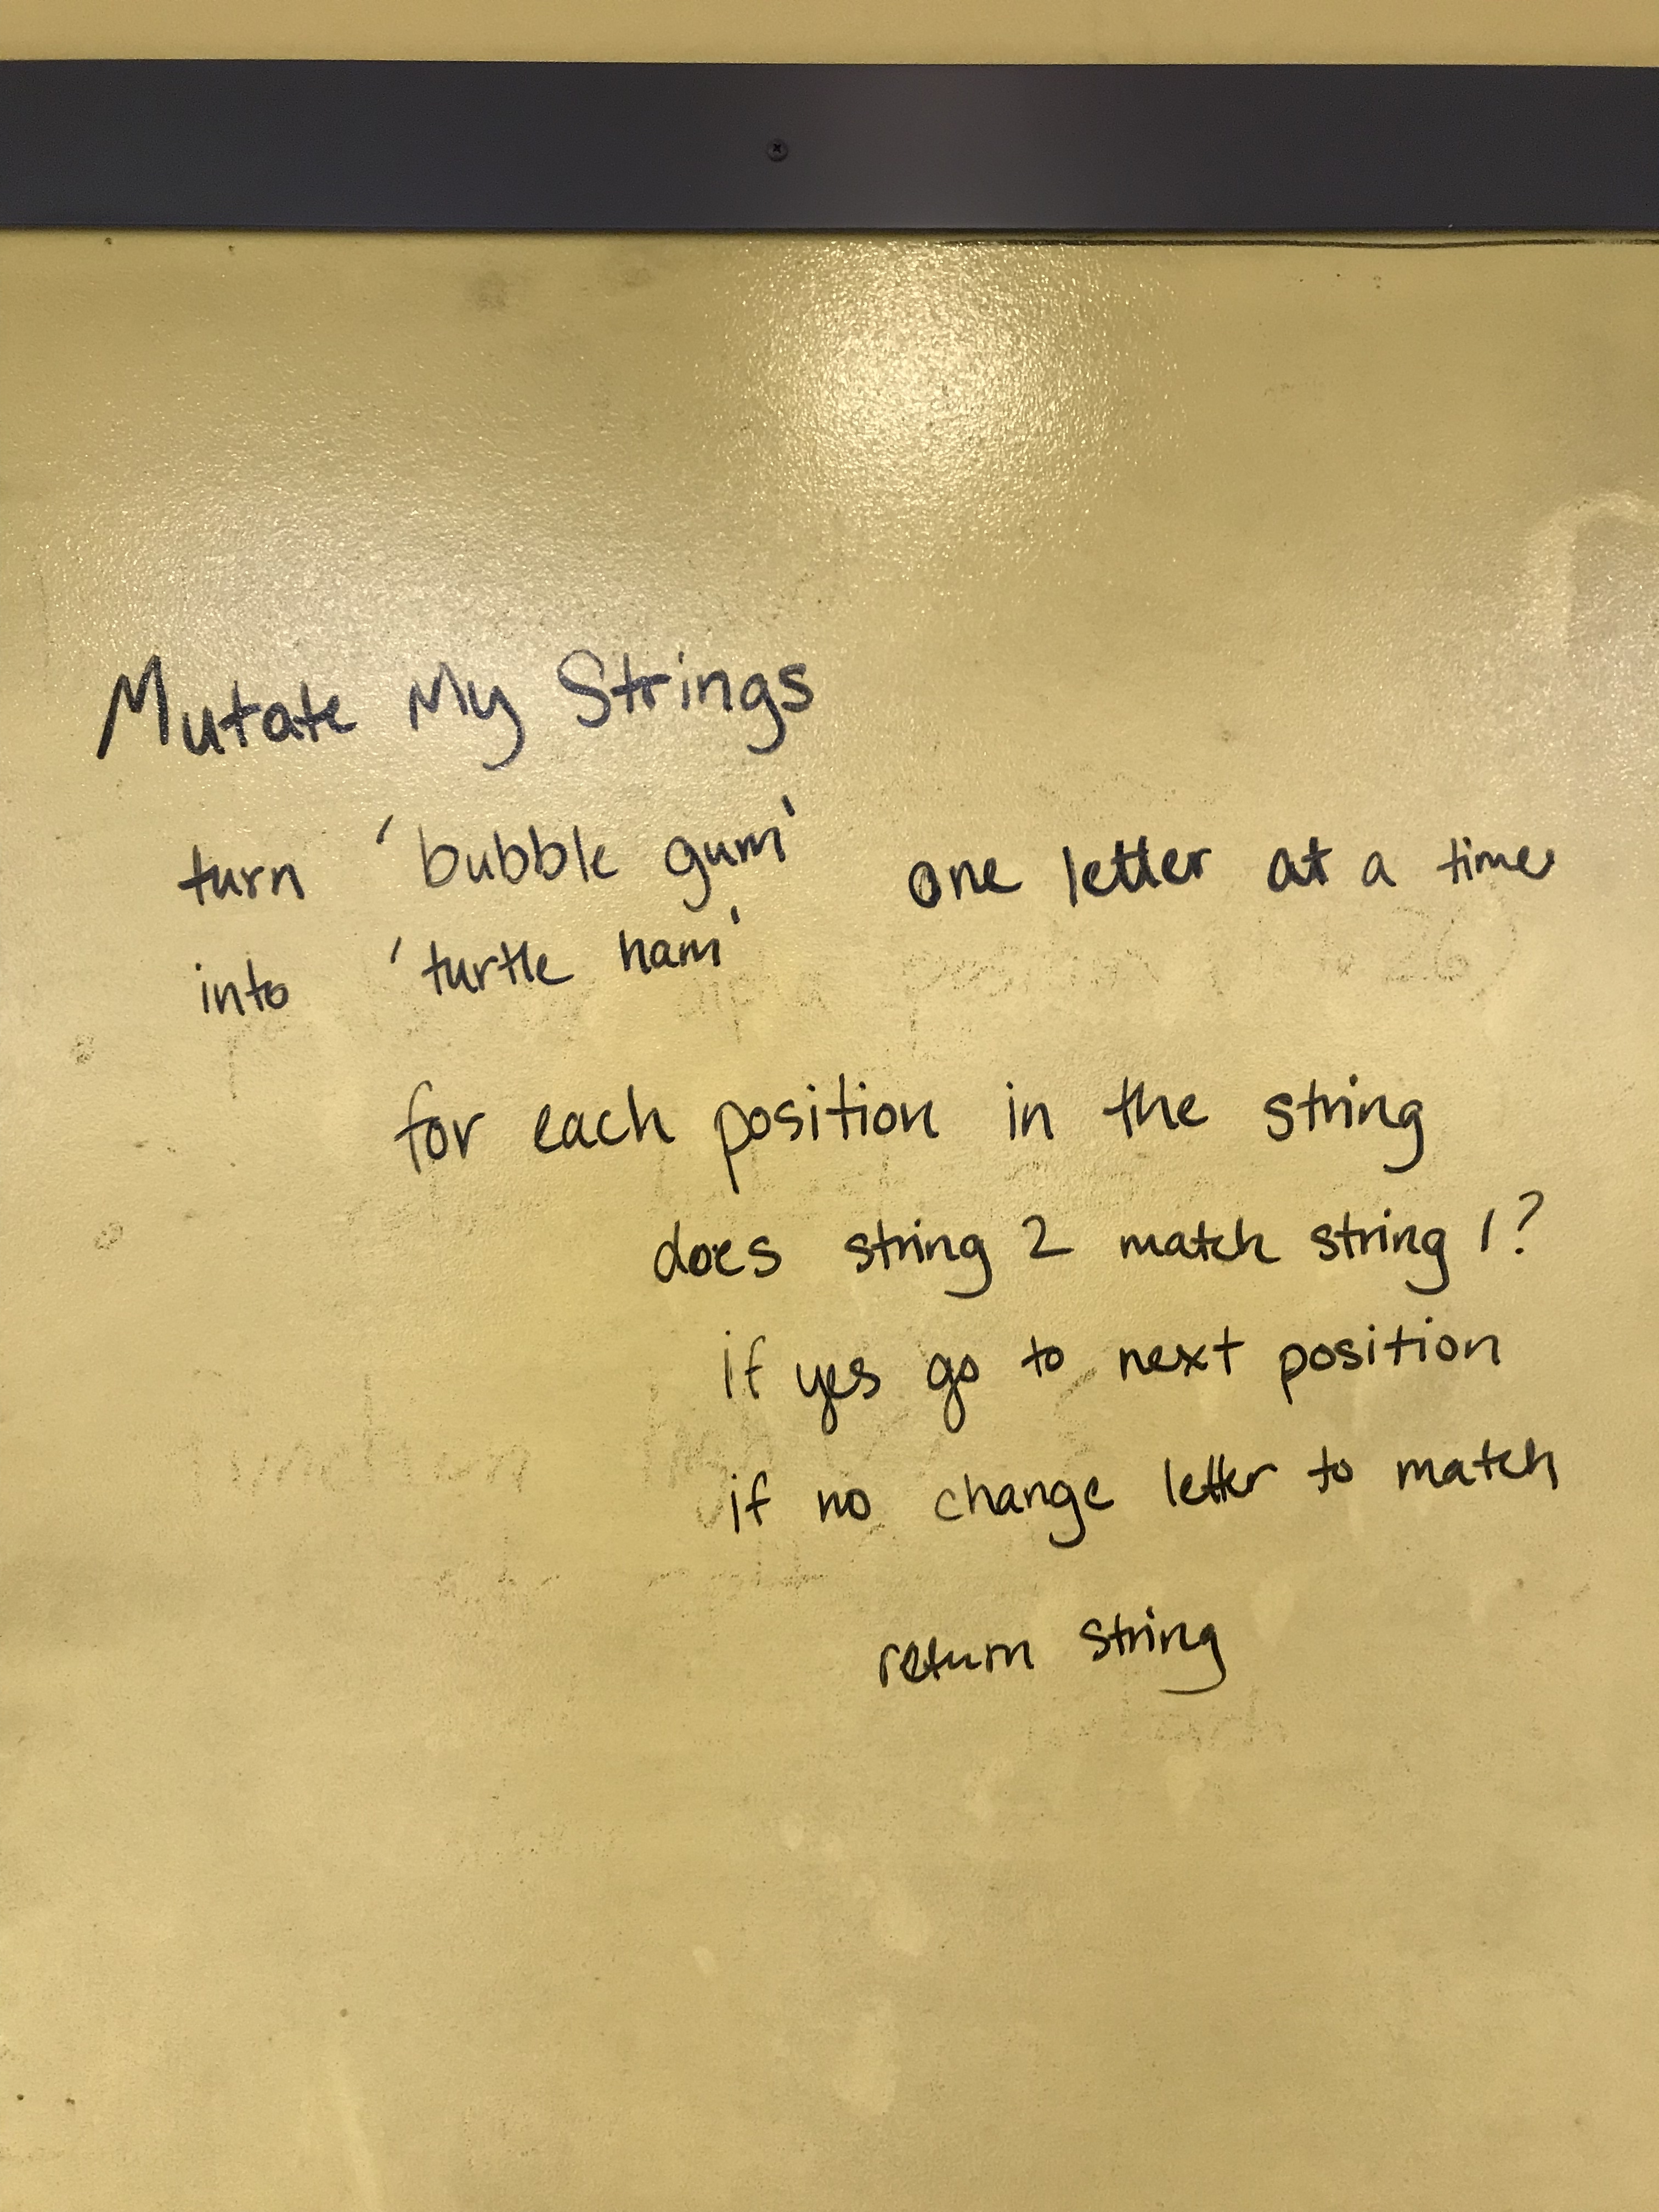 Mutate My Strings
turn 'bubble gum' one letter at a time
into 'turtle ham'
for each position in the string
does string 2 match string 1?
if yes go to next position
if no change letter to match
return string